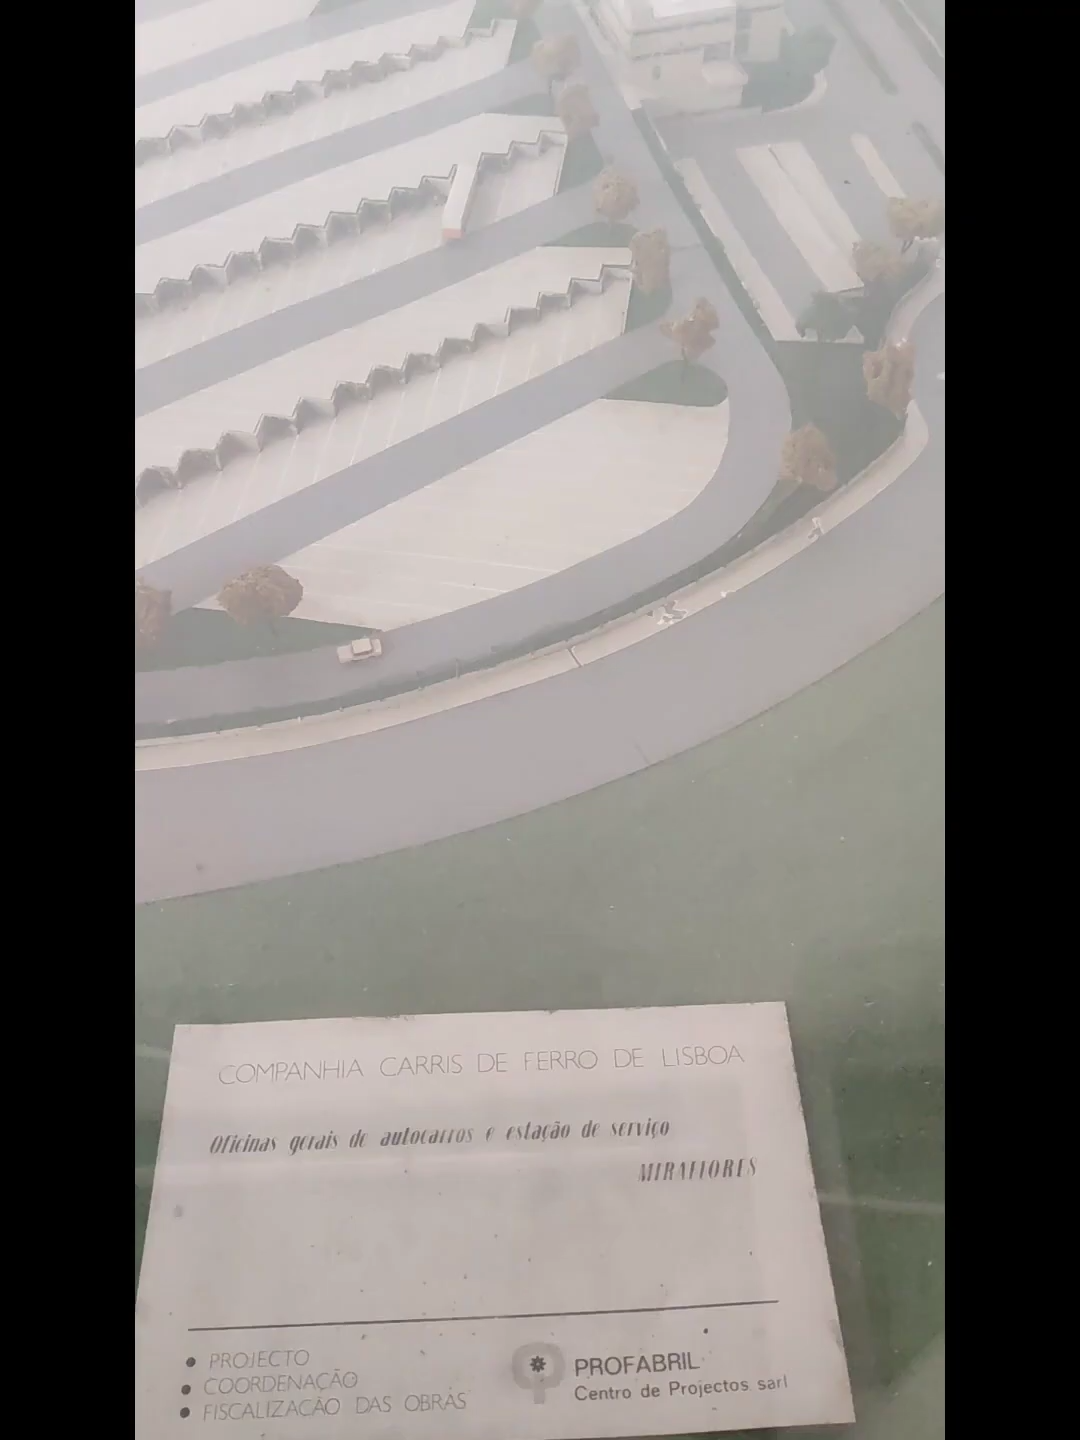 COMPANHIA CARRIS DE FERRO DE LISBOA
Oficinas gerais de autocarros e estação de serviço
MIRAFLORES
• PROJECTO
• COORDENAÇÃO
• FISCALIZAÇÃO DAS OBRAS
PROFABRIL
Centro de Projectos sarl